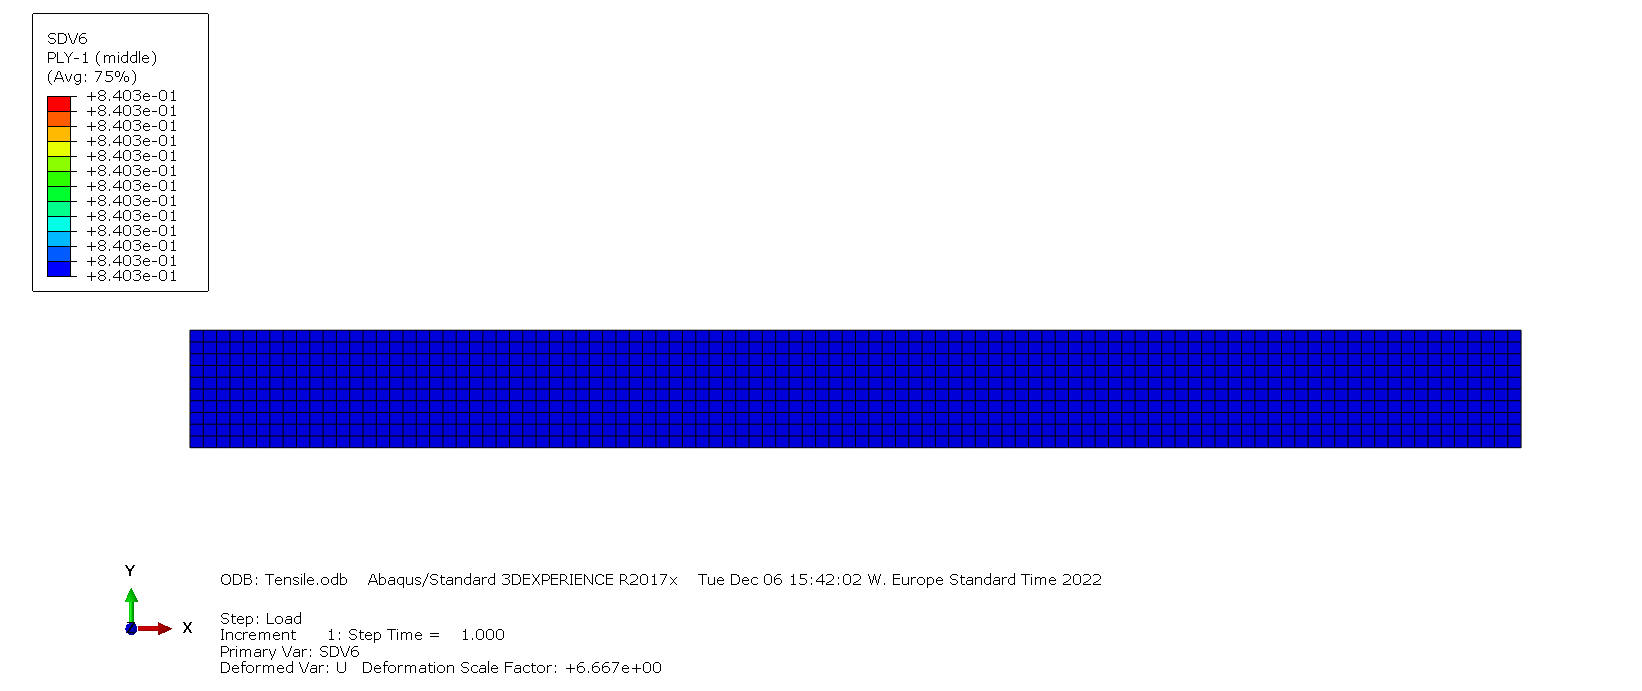 SDV6
PLY-1 (middle)
(Avg: 75%)
+8.403e-01
+8.403e-01
+8.403e-01
+8.403e-01
+8.403e-01
+8.403e-01
+8.403e-01
+8.403e-01
+8.403e-01
+8.403e-01
+8.403e-01
+8.403e-01
+8.403e-01
Y
X
ODB: Tensile.odb    Abaqus/Standard 3DEXPERIENCE R2017x    Tue Dec 06 15:42:02 W. Europe Standard Time 2022
Step: Load
Increment    1: Step Time =    1.000
Primary Var: SDV6
Deformed Var: U   Deformation Scale Factor: +6.667e+00